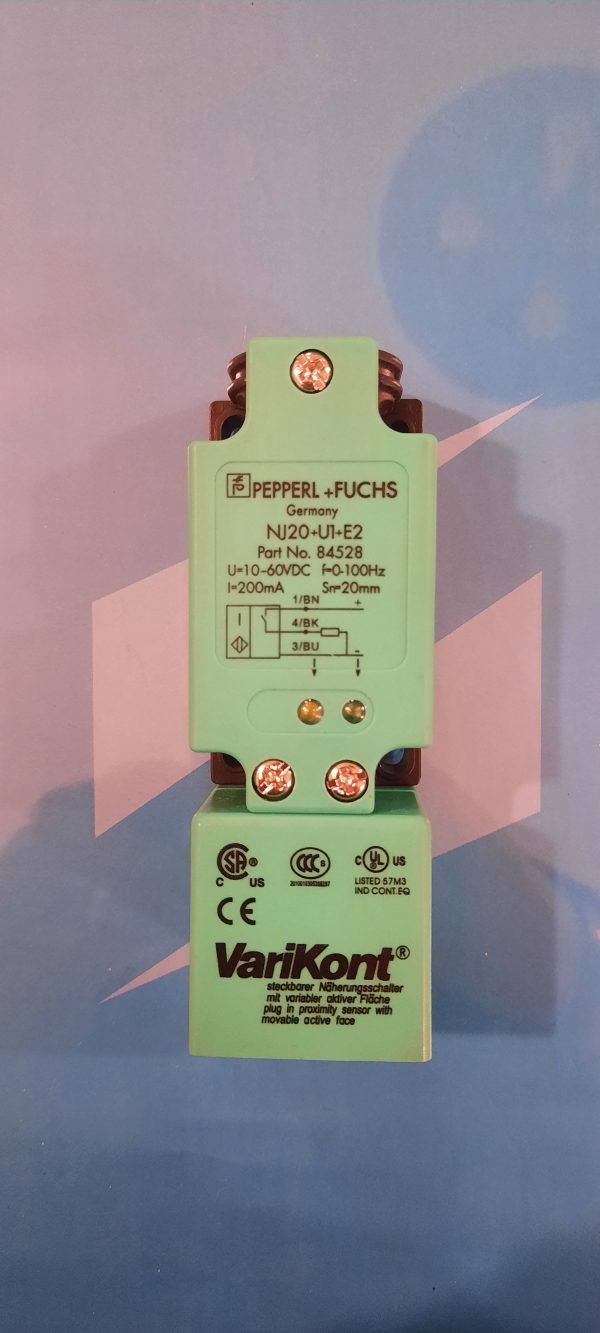 PEPPERL+FUCHS
Germany
NJ20+U1+E2
Part No. 84528
U=10-60VDC f=0-100Hz
I=200mA Sn=20mm
1/BN +
4/BK
3/BU -
I
CSA ®
C US
CCC S
C UL US
LISTED 57M3
IND CONT.EQ
CE
VariKont®
steckbarer Näherungsschalter
mit variabler aktiver Fläche
plug in proximity sensor with
movable active face